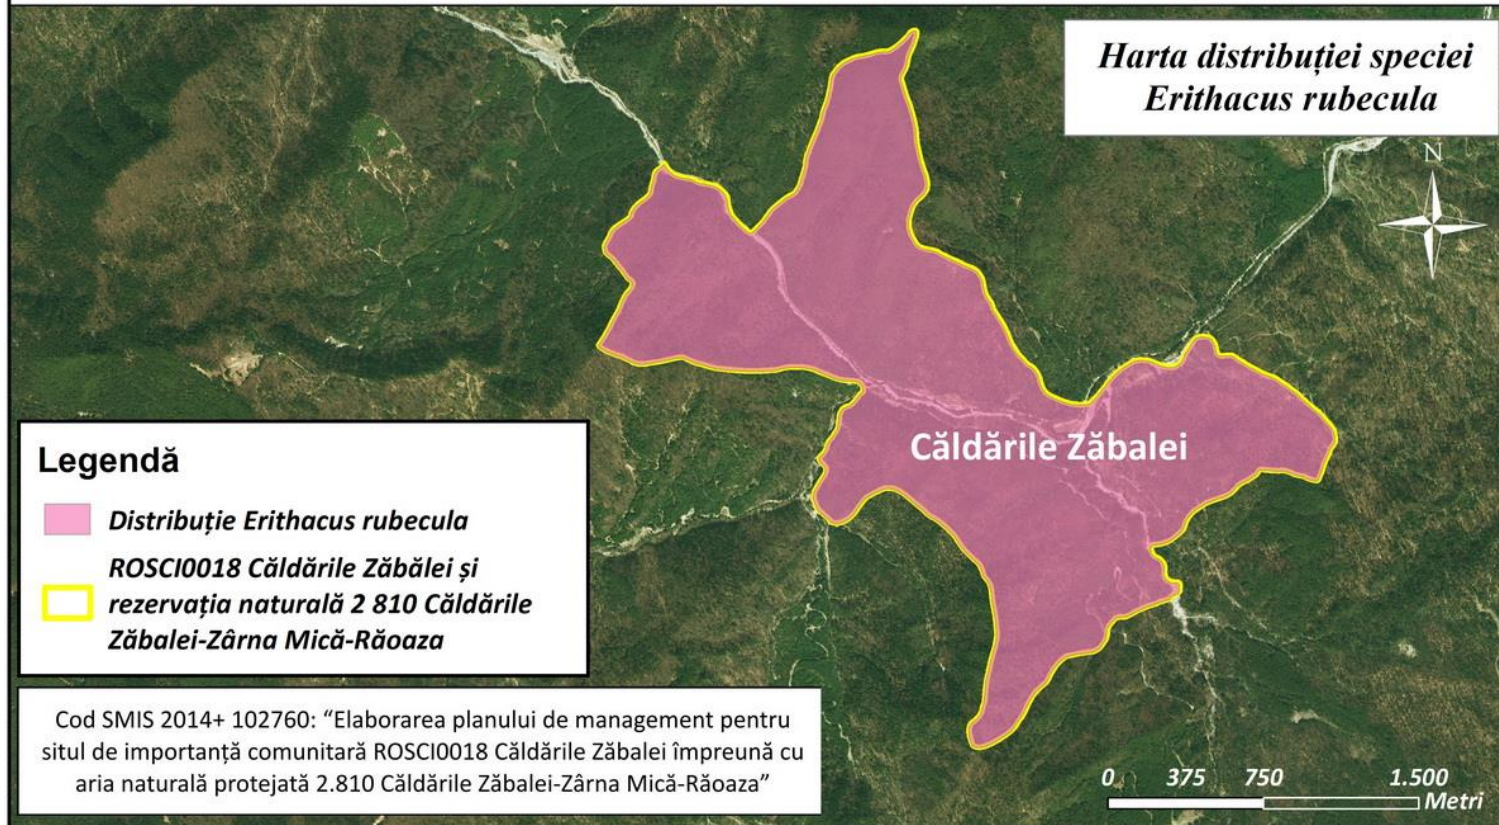 Harta distribuției speciei
Erithacus rubecula
N
Căldările Zăbalei
Legendă
Distribuție Erithacus rubecula
ROSCI0018 Căldările Zăbălei și
rezervația naturală 2 810 Căldările
Zăbalei-Zârna Mică-Răoaza
Cod SMIS 2014+ 102760: “Elaborarea planului de management pentru
situl de importanță comunitară ROSCI0018 Căldările Zăbalei împreună cu
aria naturală protejată 2.810 Căldările Zăbalei-Zârna Mică-Răoaza”
0 375 750 1.500
Metri